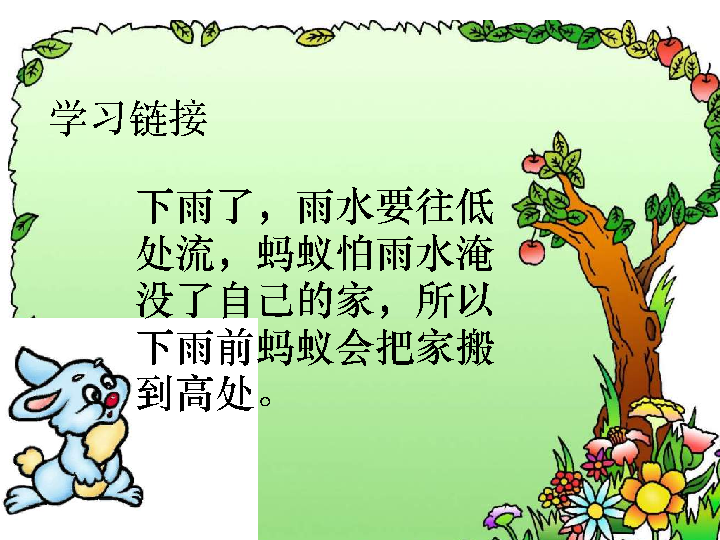 学习链接
下雨了，雨水要往低
处流，蚂蚁怕雨水淹
没了自己的家，所以
下雨前蚂蚁会把家搬
到高处。